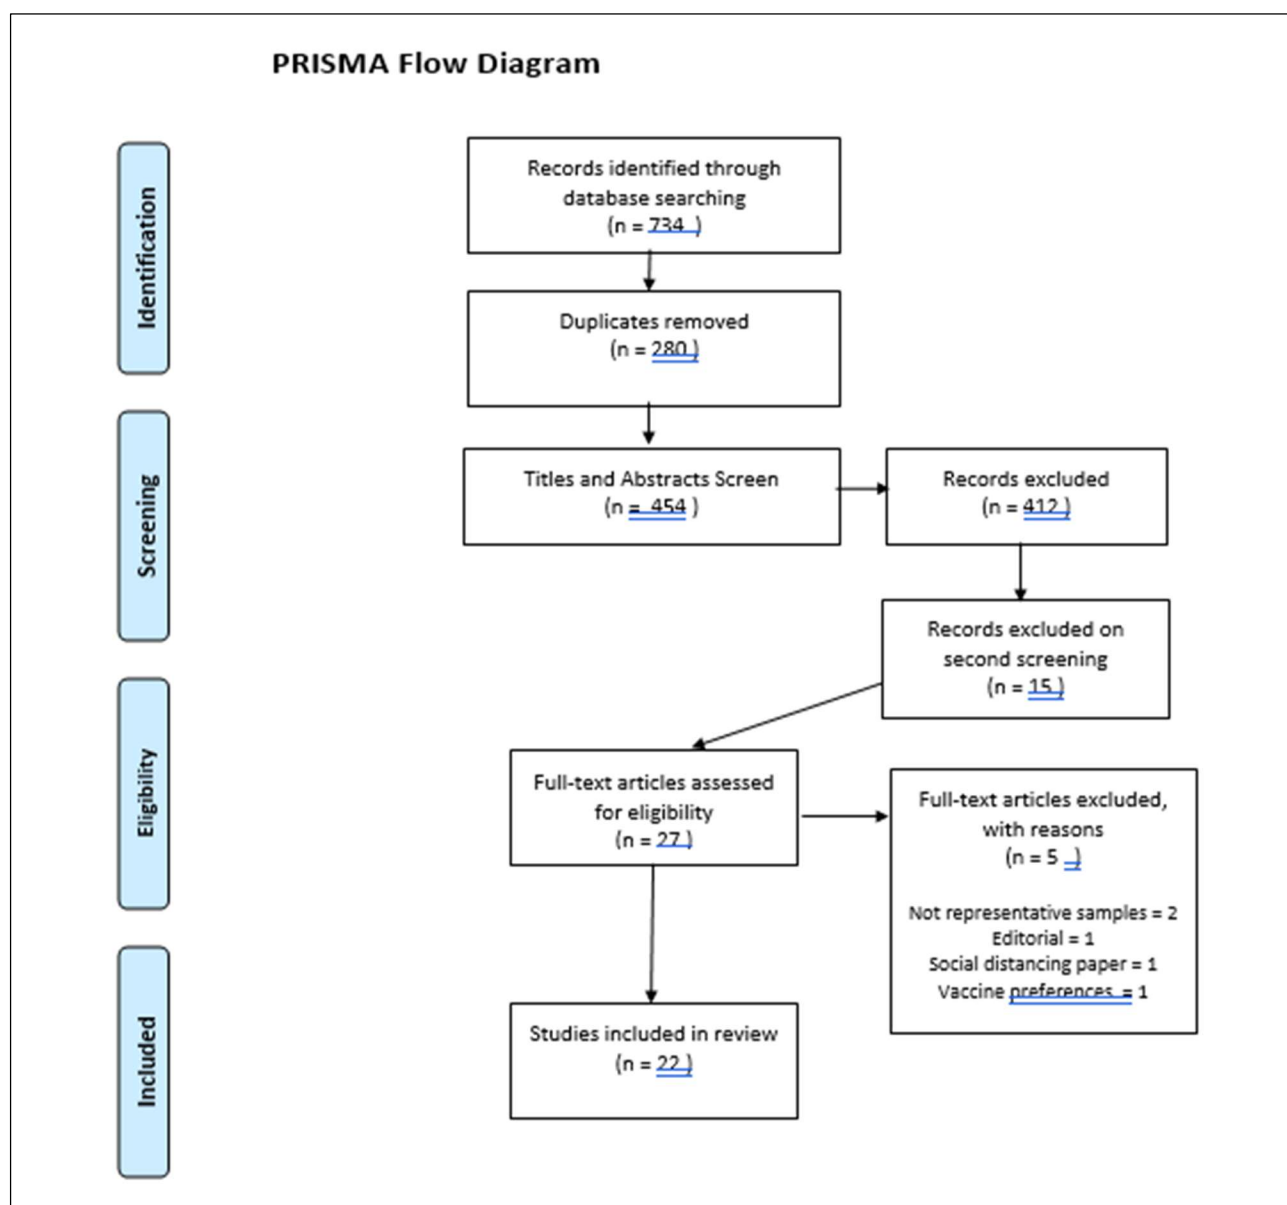 PRISMA Flow Diagram
Identification
Records identified through
database searching
(n = 734 )
Duplicates removed
(n = 280 )
Screening
Titles and Abstracts Screen
(n = 454 )
Records excluded
(n = 412 )
Records excluded on
second screening
(n = 15 )
Eligibility
Full-text articles assessed
for eligibility
(n = 27 )
Full-text articles excluded,
with reasons
(n = 5 )
Not representative samples = 2
Editorial = 1
Social distancing paper = 1
Vaccine preferences = 1
Included
Studies included in review
(n = 22 )